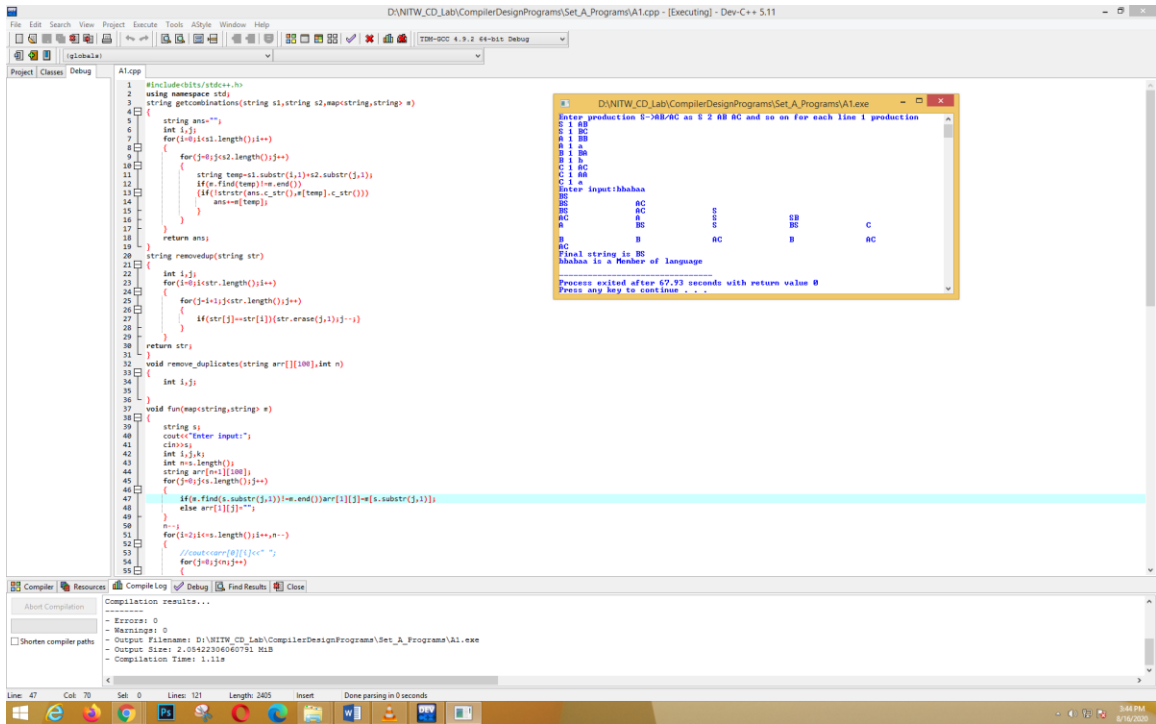 D:\NITW_CD_Lab\CompilerDesignPrograms\Set_A_Programs\A1.cpp - [Executing] - Dev-C++ 5.11
File Edit Search View Project Execute Tools AStyle Window Help
TDM-GCC 4.9.2 64-bit Debug
(globals)
Project Classes Debug
A1.cpp
1 #include<bits/stdc++.h>
2 using namespace std;
3 string getcombinations(string s1,string s2,map<string,string> m)
4 {
5 string ans="";
6 int i,j;
7 for(i=0;i<s1.length();i++)
8 {
9 for(j=0;j<s2.length();j++)
10 {
11 string temp=s1.substr(i,1)+s2.substr(j,1);
12 if(m.find(temp)!=m.end())
13 {if(!strstr(ans.c_str(),m[temp].c_str()))
14 ans+=m[temp];
15 }
16 }
17 }
18 return ans;
19 }
20 string removedup(string str)
21 {
22 int i,j;
23 for(i=0;i<str.length();i++)
24 {
25 for(j=i+1;j<str.length();j++)
26 {
27 if(str[j]==str[i]){str.erase(j,1);j--;}
28 }
29 }
30 return str;
31 }
32 void remove_duplicates(string arr[][100],int n)
33 {
34 int i,j;
35
36 }
37 void fun(map<string,string> m)
38 {
39 string s;
40 cout<<"Enter input:";
41 cin>>s;
42 int i,j,k;
43 int n=s.length();
44 string arr[n+1][100];
45 for(j=0;j<s.length();j++)
46 {
47 if(m.find(s.substr(j,1))!=m.end())arr[1][j]=m[s.substr(j,1)];
48 else arr[1][j]="";
49 }
50 n--;
51 for(i=2;i<=s.length();i++,n--)
52 {
53 //cout<<arr[0][i]<<" ";
54 for(j=0;j<n;j++)
55 {
D:\NITW_CD_Lab\CompilerDesignPrograms\Set_A_Programs\A1.exe
Enter production S->AB/AC as S 2 AB AC and so on for each line 1 production
S 1 AB
S 1 BC
A 1 BB
A 1 a
B 1 BA
B 1 b
C 1 AC
C 1 AA
C 1 a
Enter input:bbabaa
BS
BS AC
BS AC S
AC A S SB
A BS S BS C
B B AC B AC
AC
Final string is BS
bbabaa is a Member of language
--------------------------------
Process exited after 67.93 seconds with return value 0
Press any key to continue . . .
Compiler Resources Compile Log Debug Find Results Close
Abort Compilation
Shorten compiler paths
Compilation results...
--------
- Errors: 0
- Warnings: 0
- Output Filename: D:\NITW_CD_Lab\CompilerDesignPrograms\Set_A_Programs\A1.exe
- Output Size: 2.05422306060791 MiB
- Compilation Time: 1.11s
Line: 47 Col: 70 Sel: 0 Lines: 121 Length: 2405 Insert Done parsing in 0 seconds
Ps
DEV
3:44 PM
8/16/2020